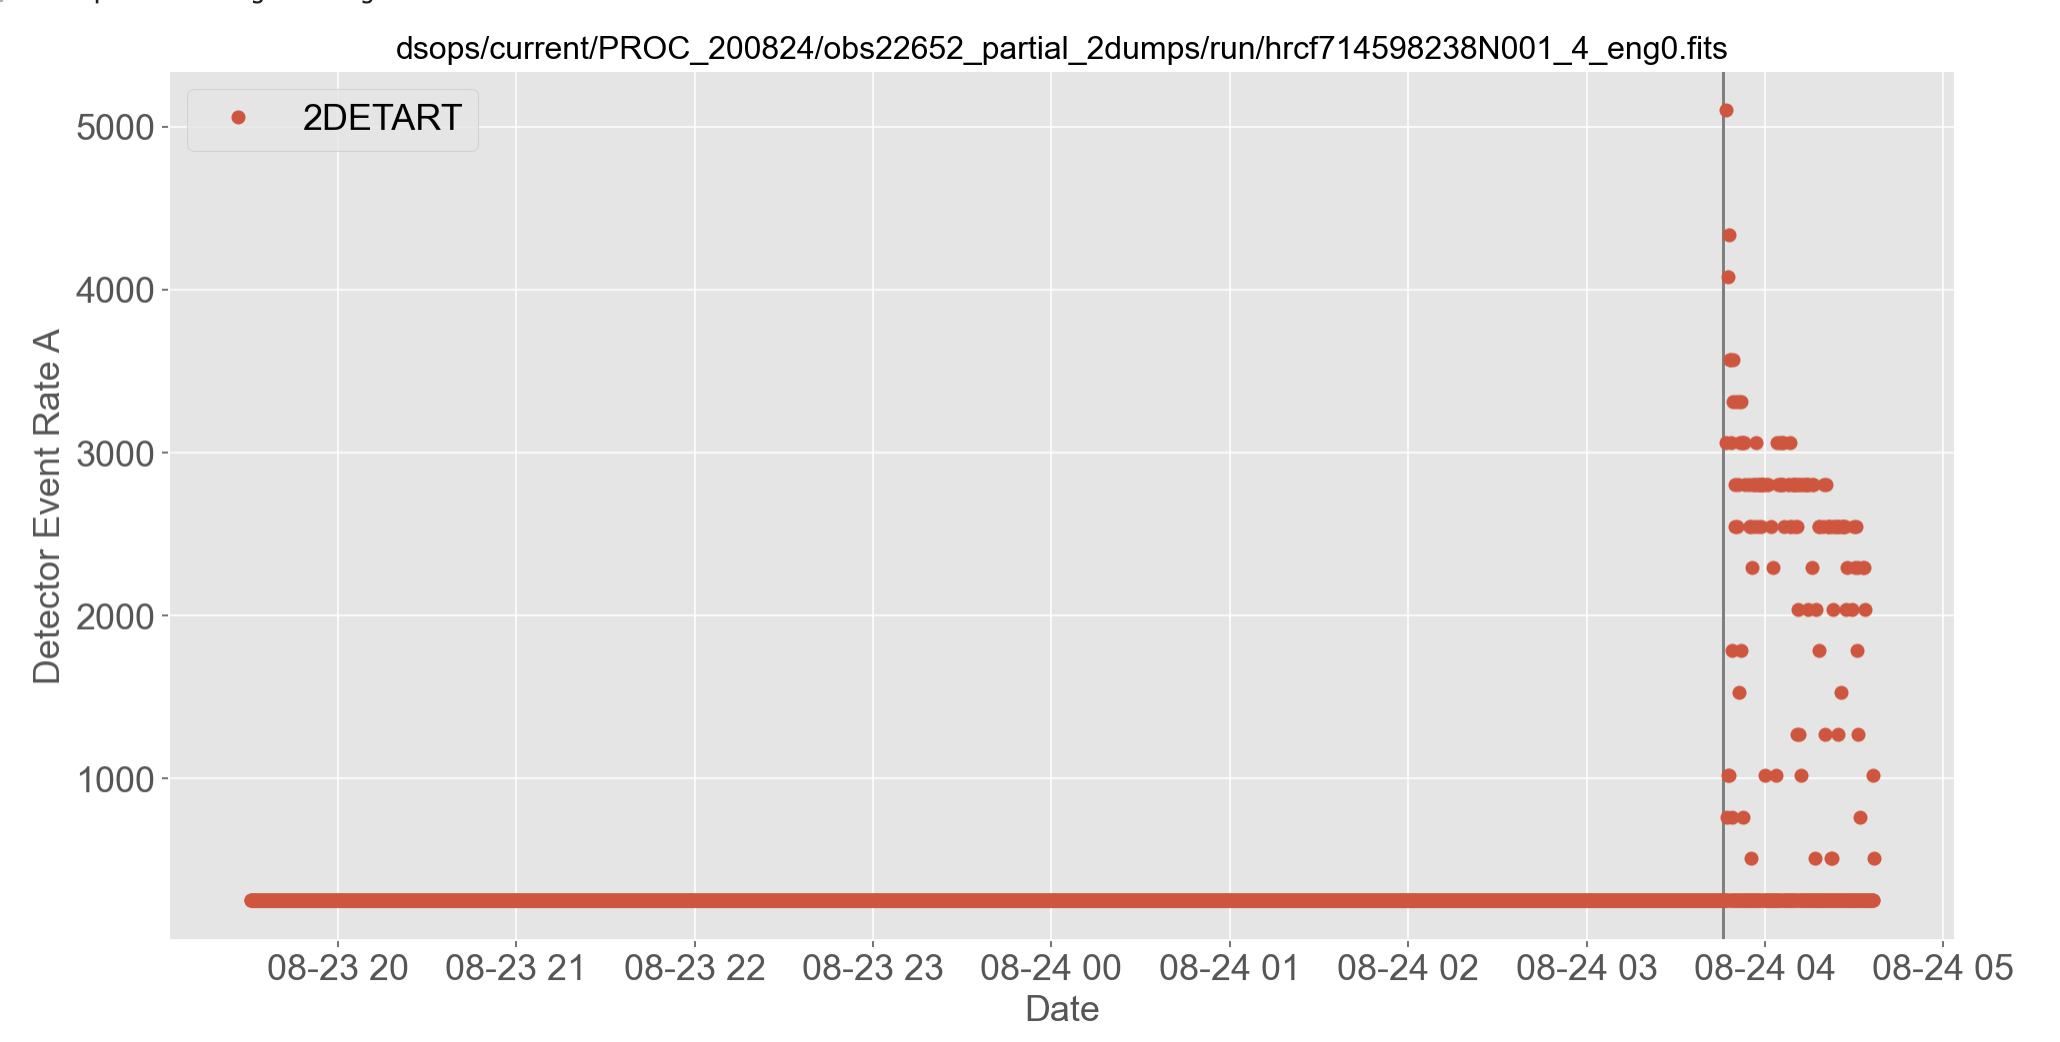 dsops/current/PROC_200824/obs22652_partial_2dumps/run/hrcf714598238N001_4_eng0.fits
2DETART
5000
4000
3000
2000
1000
Detector Event Rate A
08-23 20 08-23 21 08-23 22 08-23 23 08-24 00 08-24 01 08-24 02 08-24 03 08-24 04 08-24 05
Date